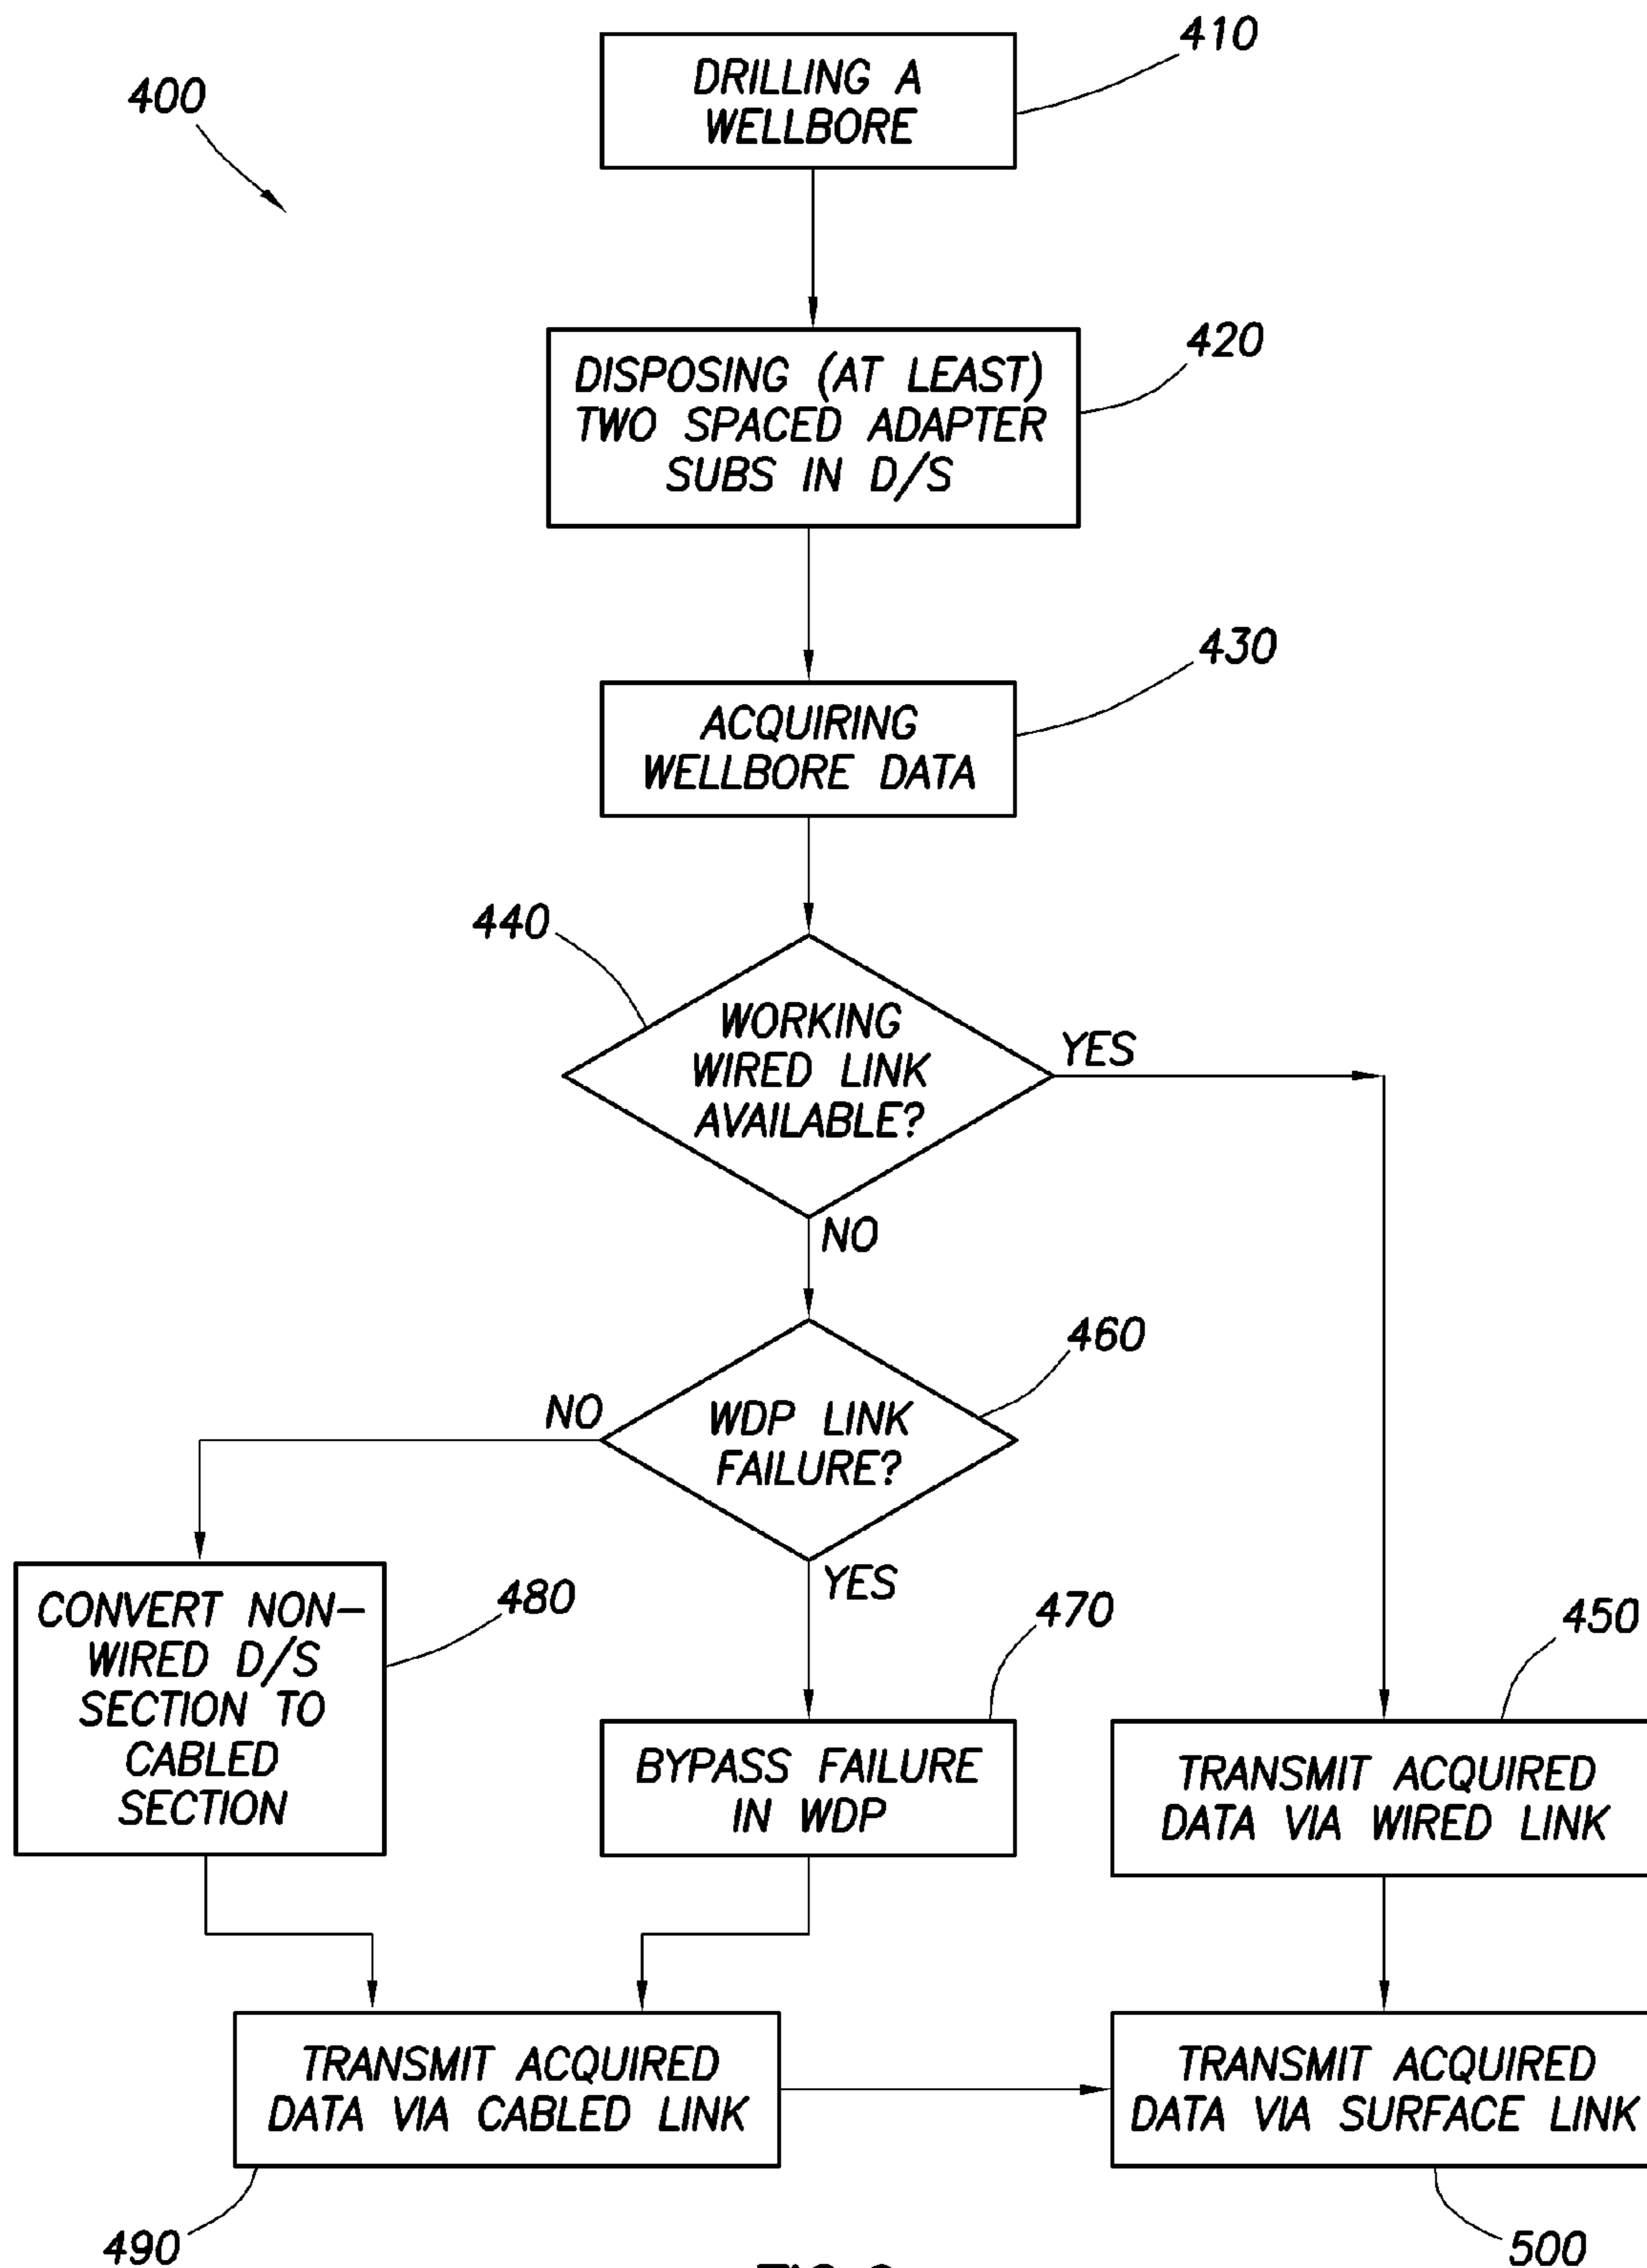 410
DRILLING A
WELLBORE
400
420
DISPOSING (AT LEAST)
TWO SPACED ADAPTER
SUBS IN D/S
430
ACQUIRING
WELLBORE DATA
440
WORKING
WIRED LINK
AVAILABLE?
YES
NO
460
WDP LINK
FAILURE?
NO
YES
480
CONVERT NON-
WIRED D/S
SECTION TO
CABLED
SECTION
470
BYPASS FAILURE
IN WDP
450
TRANSMIT ACQUIRED
DATA VIA WIRED LINK
TRANSMIT ACQUIRED
DATA VIA CABLED LINK
490
TRANSMIT ACQUIRED
DATA VIA SURFACE LINK
500